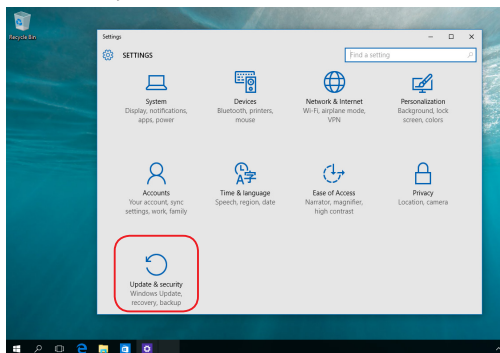 Recycle Bin
Settings
SETTINGS
Find a setting
System
Display, notifications,
apps, power
Devices
Bluetooth, printers,
mouse
Network & Internet
Wi-Fi, airplane mode,
VPN
Personalization
Background, lock
screen, colors
Accounts
Your account, sync
settings, work, family
Time & language
Speech, region, date
Ease of Access
Narrator, magnifier,
high contrast
Privacy
Location, camera
Update & security
Windows Update,
recovery, backup